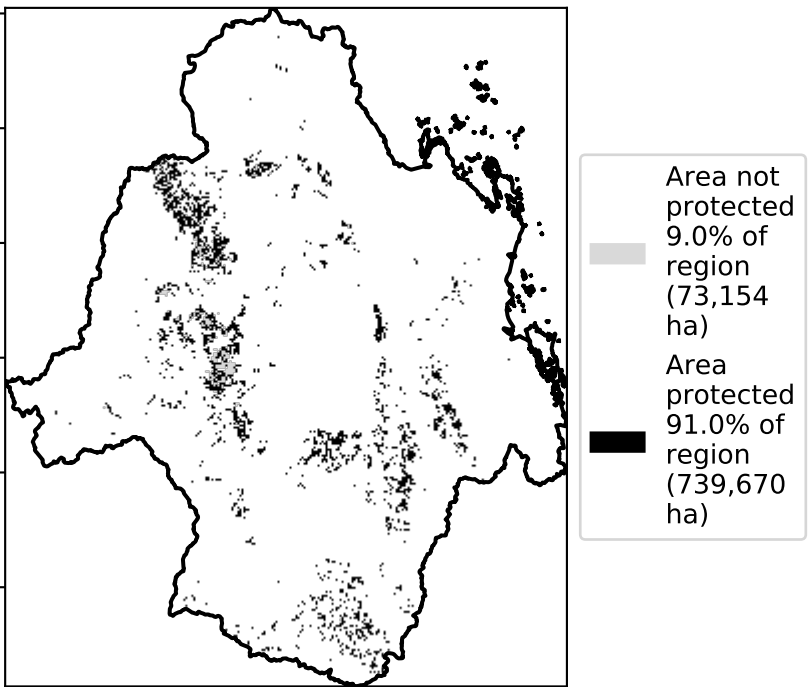 Area not
protected
9.0% of
region
(73,154
ha)
Area
protected
91.0% of
region
(739,670
ha)